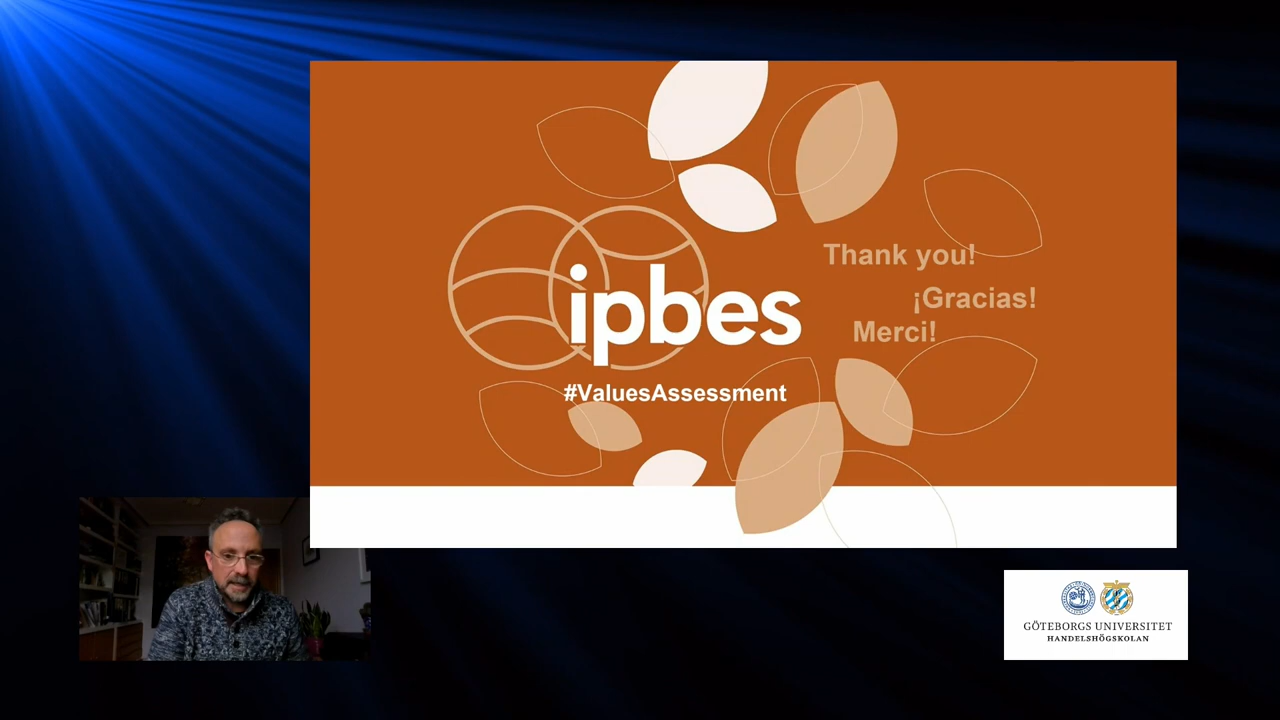 Thank you!
¡Gracias!
Merci!
ipbes
#ValuesAssessment
GÖTEBORGS UNIVERSITET
HANDELSHÖGSKOLAN